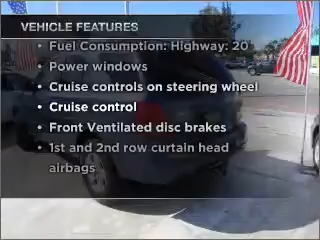 VEHICLE FEATURES
• Fuel Consumption: Highway: 20
• Power windows
• Cruise controls on steering wheel
• Cruise control
• Front Ventilated disc brakes
• 1st and 2nd row curtain head
airbags